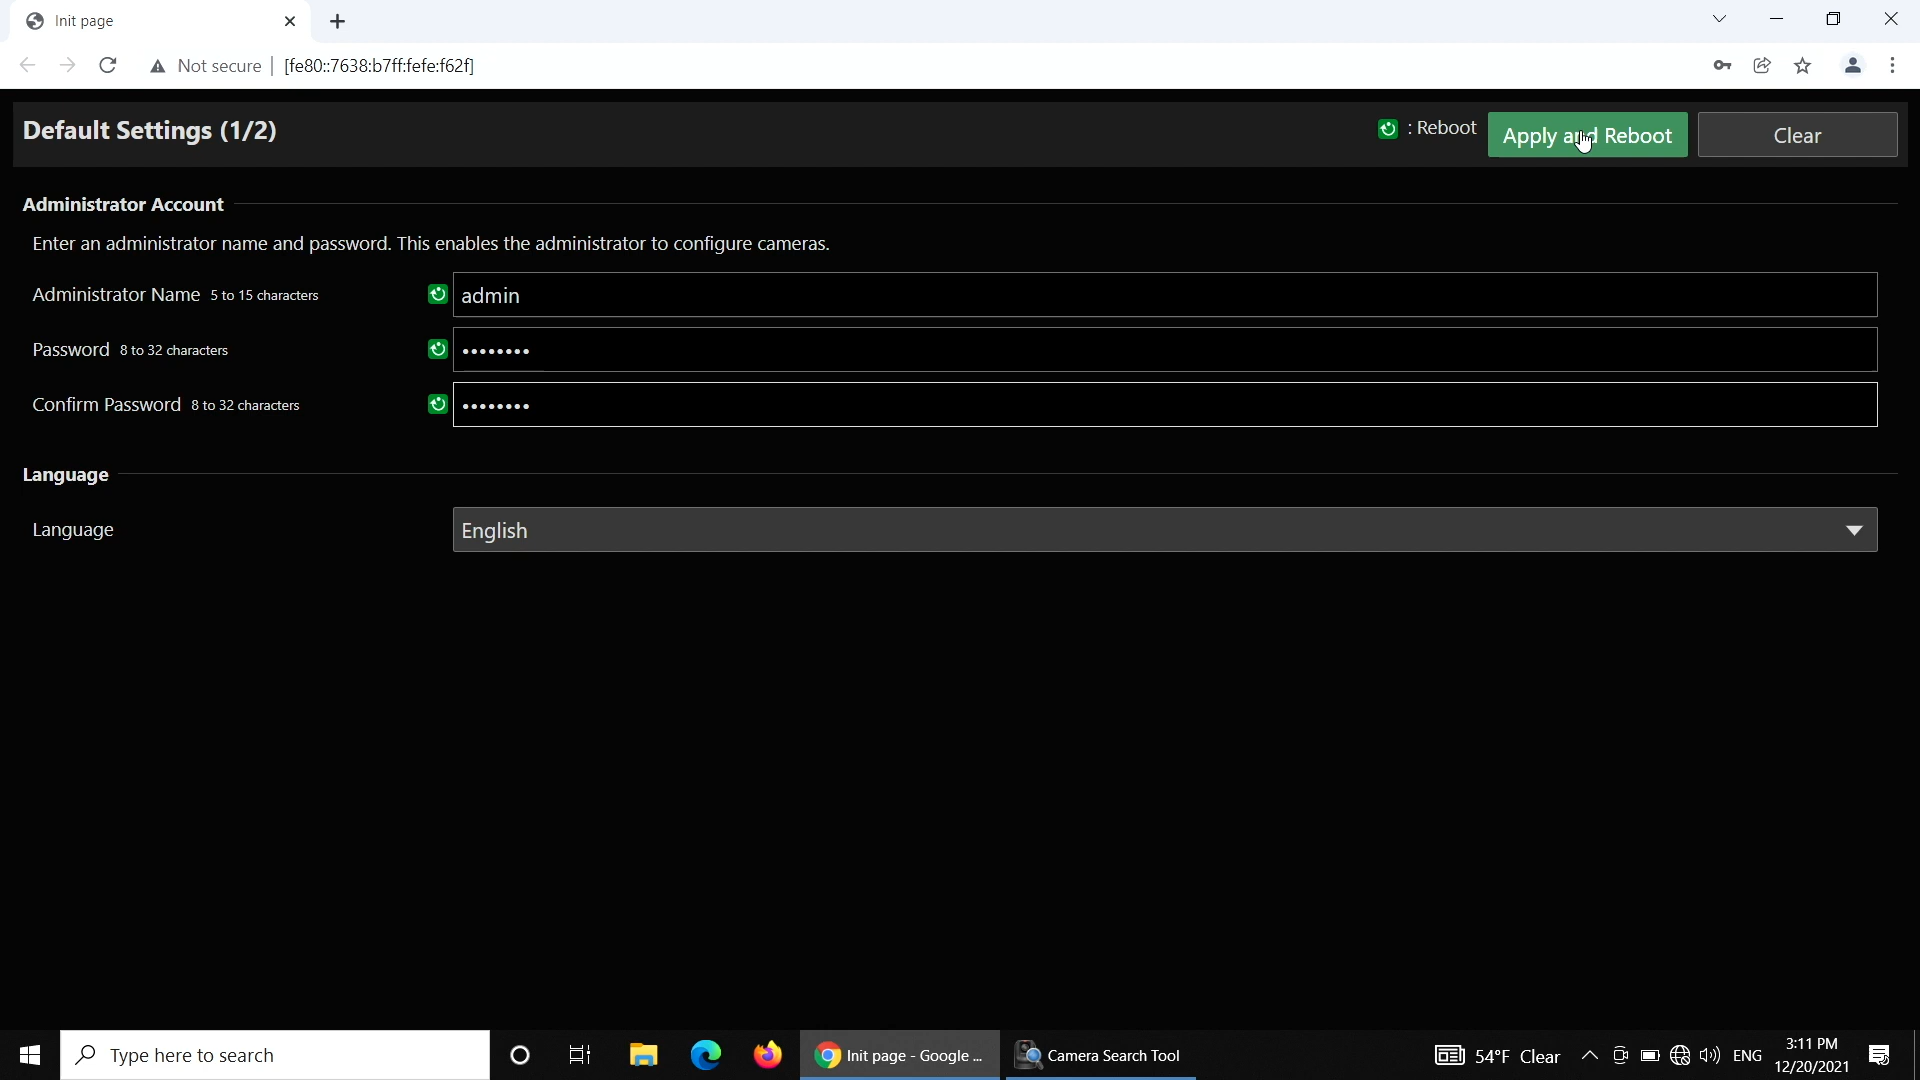 Init page
Not secure [fe80::7638:b7ff:fefe:f62f]
Default Settings (1/2)
: Reboot Apply and Reboot Clear
Administrator Account
Enter an administrator name and password. This enables the administrator to configure cameras.
Administrator Name 5 to 15 characters admin
Password 8 to 32 characters ••••••••
Confirm Password 8 to 32 characters ••••••••
Language
Language English
Type here to search Init page - Google ... Camera Search Tool 54°F Clear ENG 3:11 PM
12/20/2021